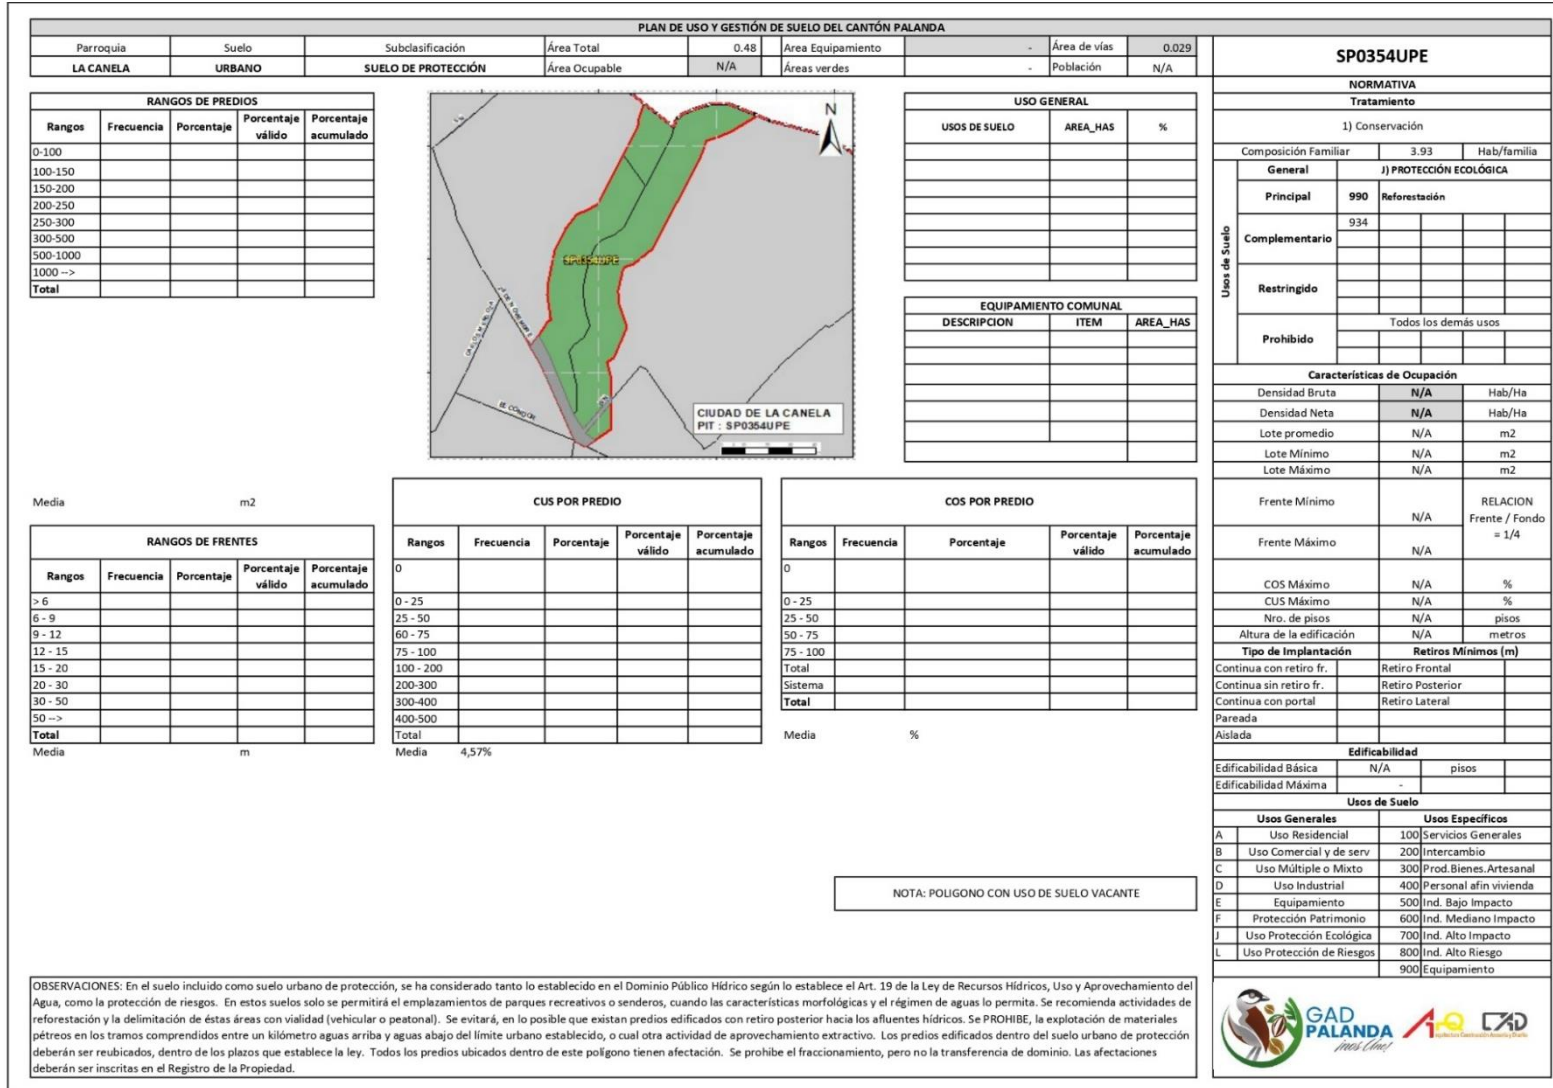 PLAN DE USO Y GESTIÓN DE SUELO DEL CANTÓN PALANDA
Parroquia Suelo Subclasificación Área Total 0.48 Area Equipamiento - Área de vías 0.029
LA CANELA URBANO SUELO DE PROTECCIÓN Área Ocupable N/A Áreas verdes - Población N/A
SP0354UPE
RANGOS DE PREDIOS
Rangos Frecuencia Porcentaje Porcentaje válido Porcentaje acumulado
0-100
100-150
150-200
200-250
250-300
300-500
500-1000
1000 -->
Total
N
SP0354UPE
EL CONDOR
CIUDAD DE LA CANELA
PIT : SP0354UPE
USO GENERAL
USOS DE SUELO AREA_HAS %
EQUIPAMIENTO COMUNAL
DESCRIPCION ITEM AREA_HAS
Media m2
RANGOS DE FRENTES
Rangos Frecuencia Porcentaje Porcentaje válido Porcentaje acumulado
> 6
6 - 9
9 - 12
12 - 15
15 - 20
20 - 30
30 - 50
50 -->
Total
Media m
CUS POR PREDIO
Rangos Frecuencia Porcentaje Porcentaje válido Porcentaje acumulado
0
0 - 25
25 - 50
60 - 75
75 - 100
100 - 200
200-300
300-400
400-500
Total
Media 4,57%
COS POR PREDIO
Rangos Frecuencia Porcentaje Porcentaje válido Porcentaje acumulado
0
0 - 25
25 - 50
50 - 75
75 - 100
Total
Sistema
Total
Media %
NOTA: POLIGONO CON USO DE SUELO VACANTE
NORMATIVA
Tratamiento
1) Conservación
Composición Familiar 3.93 Hab/familia
Usos de Suelo
General J) PROTECCIÓN ECOLÓGICA
Principal 990 Reforestación
Complementario 934
Restringido
Prohibido Todos los demás usos
Características de Ocupación
Densidad Bruta N/A Hab/Ha
Densidad Neta N/A Hab/Ha
Lote promedio N/A m2
Lote Mínimo N/A m2
Lote Máximo N/A m2
Frente Mínimo N/A RELACION
Frente / Fondo
= 1/4
Frente Máximo N/A
COS Máximo N/A %
CUS Máximo N/A %
Nro. de pisos N/A pisos
Altura de la edificación N/A metros
Tipo de Implantación Retiros Mínimos (m)
Continua con retiro fr. Retiro Frontal
Continua sin retiro fr. Retiro Posterior
Continua con portal Retiro Lateral
Pareada
Aislada
Edificabilidad
Edificabilidad Básica N/A pisos
Edificabilidad Máxima -
Usos de Suelo
Usos Generales Usos Específicos
A Uso Residencial 100 Servicios Generales
B Uso Comercial y de serv 200 Intercambio
C Uso Múltiple o Mixto 300 Prod.Bienes.Artesanal
D Uso Industrial 400 Personal afin vivienda
E Equipamiento 500 Ind. Bajo Impacto
F Protección Patrimonio 600 Ind. Mediano Impacto
J Uso Protección Ecológica 700 Ind. Alto Impacto
L Uso Protección de Riesgos 800 Ind. Alto Riesgo
900 Equipamiento
OBSERVACIONES: En el suelo incluido como suelo urbano de protección, se ha considerado tanto lo establecido en el Dominio Público Hídrico según lo establece el Art. 19 de la Ley de Recursos Hídricos, Uso y Aprovechamiento del
Agua, como la protección de riesgos. En estos suelos solo se permitirá el emplazamientos de parques recreativos o senderos, cuando las características morfológicas y el régimen de aguas lo permita. Se recomienda actividades de
reforestación y la delimitación de éstas áreas con vialidad (vehicular o peatonal). Se evitará, en lo posible que existan predios edificados con retiro posterior hacia los afluentes hídricos. Se PROHIBE, la explotación de materiales
pétreos en los tramos comprendidos entre un kilómetro aguas arriba y aguas abajo del límite urbano establecido, o cual otra actividad de aprovechamiento extractivo. Los predios edificados dentro del suelo urbano de protección
deberán ser reubicados, dentro de los plazos que establece la ley. Todos los predios ubicados dentro de este polígono tienen afectación. Se prohibe el fraccionamiento, pero no la transferencia de dominio. Las afectaciones
deberán ser inscritas en el Registro de la Propiedad.
GAD
PALANDA
¡nos Une!